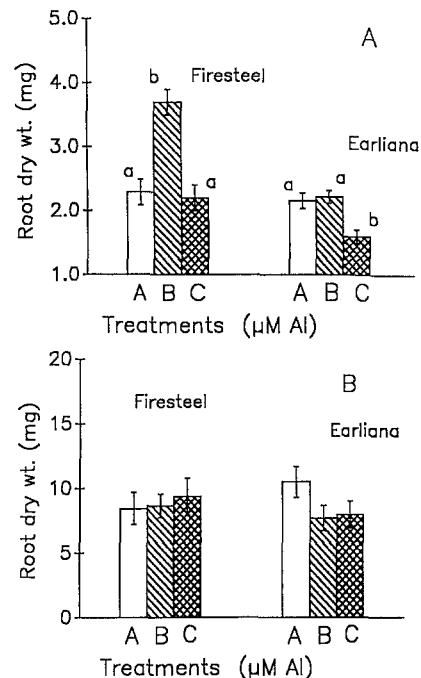 5.0
A
b
Firesteel
4.0
Earliana
3.0
a
a
a
a
b
2.0
1.0
A B C
A B C
Root dry wt. (mg)
Treatments (μM Al)
20
B
Firesteel
Earliana
15
10
5
0
A B C
A B C
Root dry wt. (mg)
Treatments (μM Al)